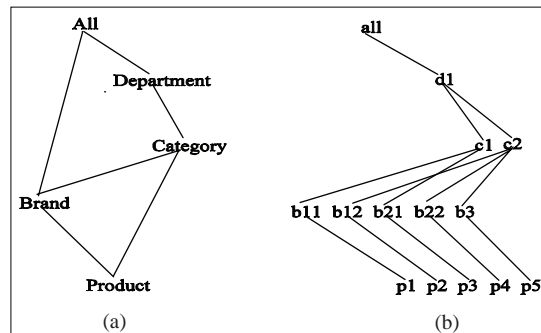 All
Department
Category
Brand
Product
(a)
all
d1
c1 c2
b11 b12 b21 b22 b3
p1 p2 p3 p4 p5
(b)